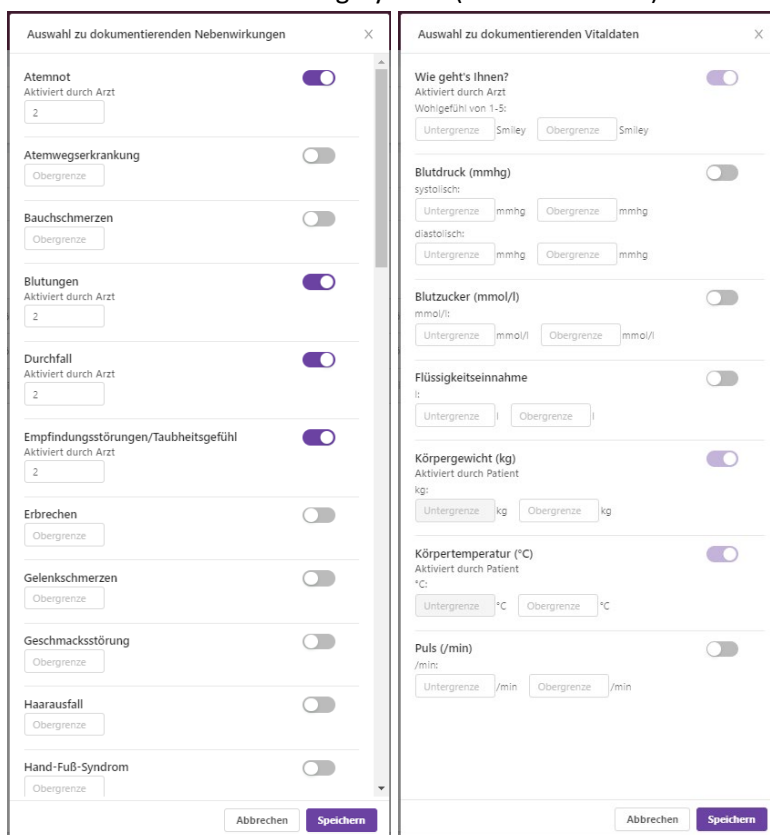 Auswahl zu dokumentierenden Nebenwirkungen
Atemnot
Aktiviert durch Arzt
2
Atemwegserkrankung
Obergrenze
Bauchschmerzen
Obergrenze
Blutungen
Aktiviert durch Arzt
2
Durchfall
Aktiviert durch Arzt
2
Empfindungsstörungen/Taubheitsgefühl
Aktiviert durch Arzt
2
Erbrechen
Obergrenze
Gelenkschmerzen
Obergrenze
Geschmacksstörung
Obergrenze
Haarausfall
Obergrenze
Hand-Fuß-Syndrom
Obergrenze
Abbrechen Speichern
Auswahl zu dokumentierenden Vitaldaten
Wie geht's Ihnen?
Aktiviert durch Arzt
Wohlgefühl von 1-5:
Untergrenze Smiley Obergrenze Smiley
Blutdruck (mmhg)
systolisch:
Untergrenze mmhg Obergrenze mmhg
diastolisch:
Untergrenze mmhg Obergrenze mmhg
Blutzucker (mmol/l)
mmol/l:
Untergrenze mmol/l Obergrenze mmol/l
Flüssigkeitseinnahme
l:
Untergrenze l Obergrenze l
Körpergewicht (kg)
Aktiviert durch Patient
kg:
Untergrenze kg Obergrenze kg
Körpertemperatur (°C)
Aktiviert durch Patient
°C:
Untergrenze °C Obergrenze °C
Puls (/min)
/min:
Untergrenze /min Obergrenze /min
Abbrechen Speichern